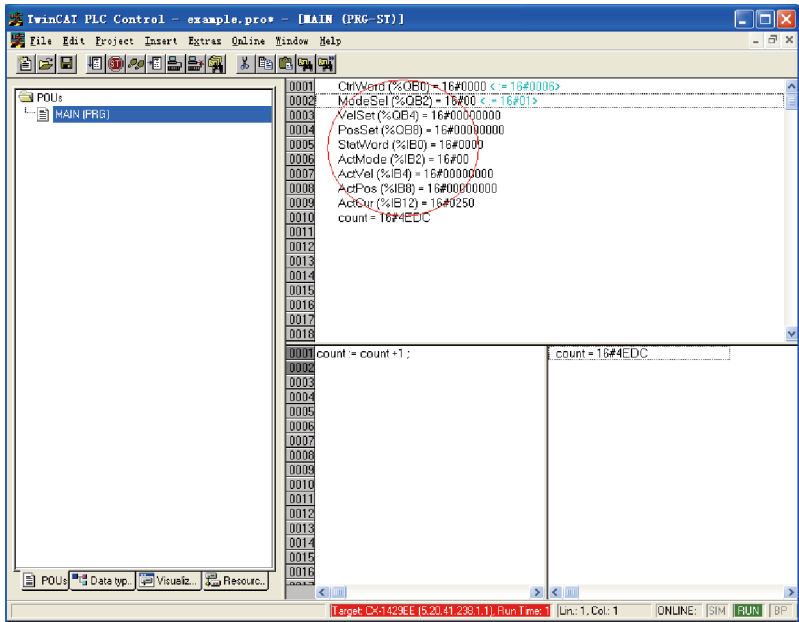 TwinCAT PLC Control - example.pro* - [MAIN (PRG-ST)]
File Edit Project Insert Extras Online Window Help
POUs
MAIN (PRG)
0001 CtrlWord (%QB0) = 16#0000 < := 16#0006>
0002 ModeSel (%QB2) = 16#00 < := 16#01>
0003 VelSet (%QB4) = 16#00000000
0004 PosSet (%QB8) = 16#00000000
0005 StatWord (%IB0) = 16#0000
0006 ActMode (%IB2) = 16#00
0007 ActVel (%IB4) = 16#00000000
0008 ActPos (%IB8) = 16#00000000
0009 ActCur (%IB12) = 16#0250
0010 count = 16#4EDC
0011
0012
0013
0014
0015
0016
0017
0018
0001 count := count +1 ; count = 16#4EDC
0002
0003
0004
0005
0006
0007
0008
0009
0010
0011
0012
0013
0014
0015
0016
POUs Data typ... Visualiz... Resourc...
Target: CX-1429EE (5.20.41.238.1.1), Run Time: 1 Lin.: 1, Col.: 1 ONLINE: SIM RUN BP